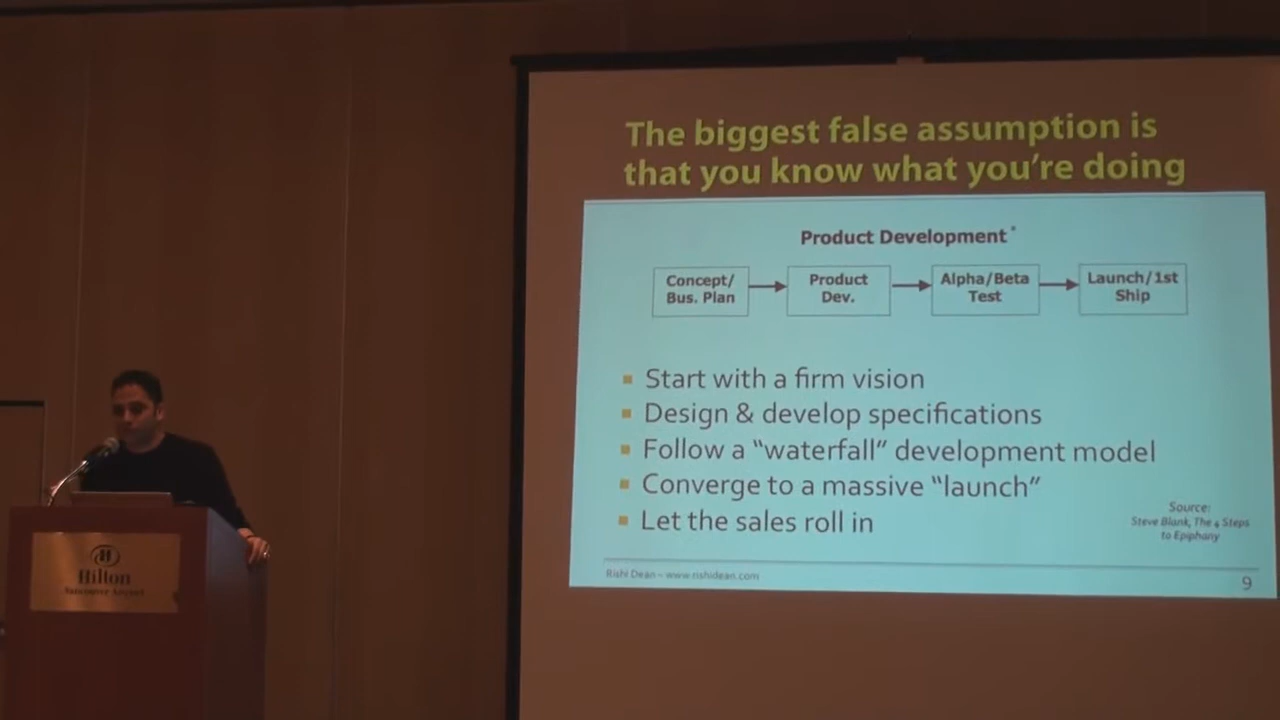 The biggest false assumption is
that you know what you're doing
Product Development*
Concept/
Bus. Plan
Product
Dev.
Alpha/Beta
Test
Launch/1st
Ship
Start with a firm vision
Design & develop specifications
Follow a “waterfall” development model
Converge to a massive “launch”
Let the sales roll in
Source:
Steve Blank, The 4 Steps
to Epiphany
Rishi Dean – www.rishidean.com
9
H
Hilton